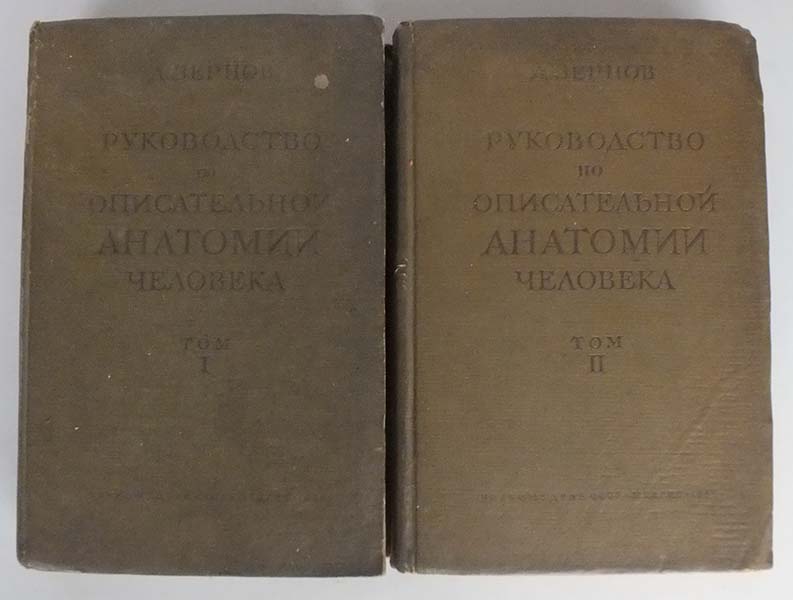 Д. ЗЕРНОВ
РУКОВОДСТВО
ПО
ОПИСАТЕЛЬНОЙ
АНАТОМИИ
ЧЕЛОВЕКА
ТОМ
I
Д. ЗЕРНОВ
РУКОВОДСТВО
ПО
ОПИСАТЕЛЬНОЙ
АНАТОМИИ
ЧЕЛОВЕКА
ТОМ
II